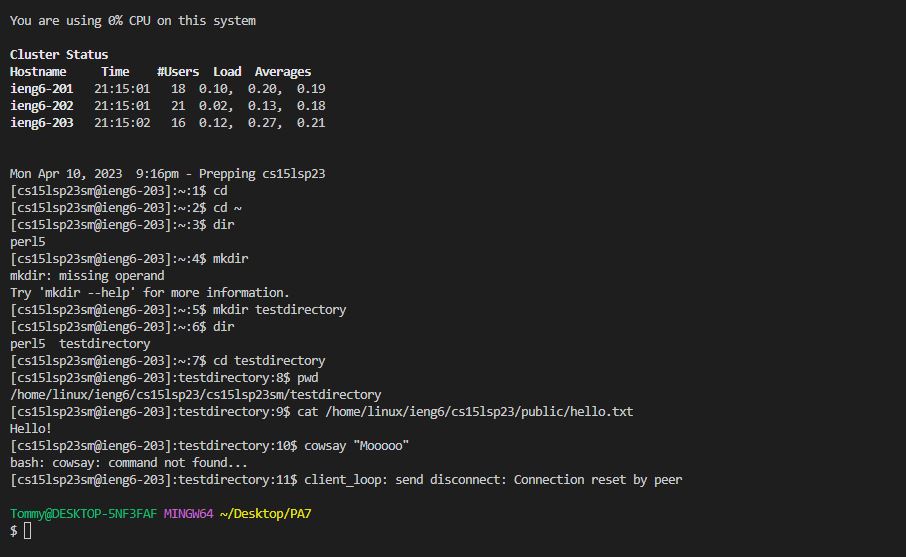 You are using 0% CPU on this system
Cluster Status
Hostname     Time    #Users  Load  Averages
ieng6-201   21:15:01   18  0.10,  0.20,  0.19
ieng6-202   21:15:01   21  0.02,  0.13,  0.18
ieng6-203   21:15:02   16  0.12,  0.27,  0.21
Mon Apr 10, 2023  9:16pm - Prepping cs15lsp23
[cs15lsp23sm@ieng6-203]:~:1$ cd
[cs15lsp23sm@ieng6-203]:~:2$ cd ~
[cs15lsp23sm@ieng6-203]:~:3$ dir
perl5
[cs15lsp23sm@ieng6-203]:~:4$ mkdir
mkdir: missing operand
Try 'mkdir --help' for more information.
[cs15lsp23sm@ieng6-203]:~:5$ mkdir testdirectory
[cs15lsp23sm@ieng6-203]:~:6$ dir
perl5  testdirectory
[cs15lsp23sm@ieng6-203]:~:7$ cd testdirectory
[cs15lsp23sm@ieng6-203]:testdirectory:8$ pwd
/home/linux/ieng6/cs15lsp23/cs15lsp23sm/testdirectory
[cs15lsp23sm@ieng6-203]:testdirectory:9$ cat /home/linux/ieng6/cs15lsp23/public/hello.txt
Hello!
[cs15lsp23sm@ieng6-203]:testdirectory:10$ cowsay "Mooooo"
bash: cowsay: command not found...
[cs15lsp23sm@ieng6-203]:testdirectory:11$ client_loop: send disconnect: Connection reset by peer
Tommy@DESKTOP-5NF3FAF MINGW64 ~/Desktop/PA7
$